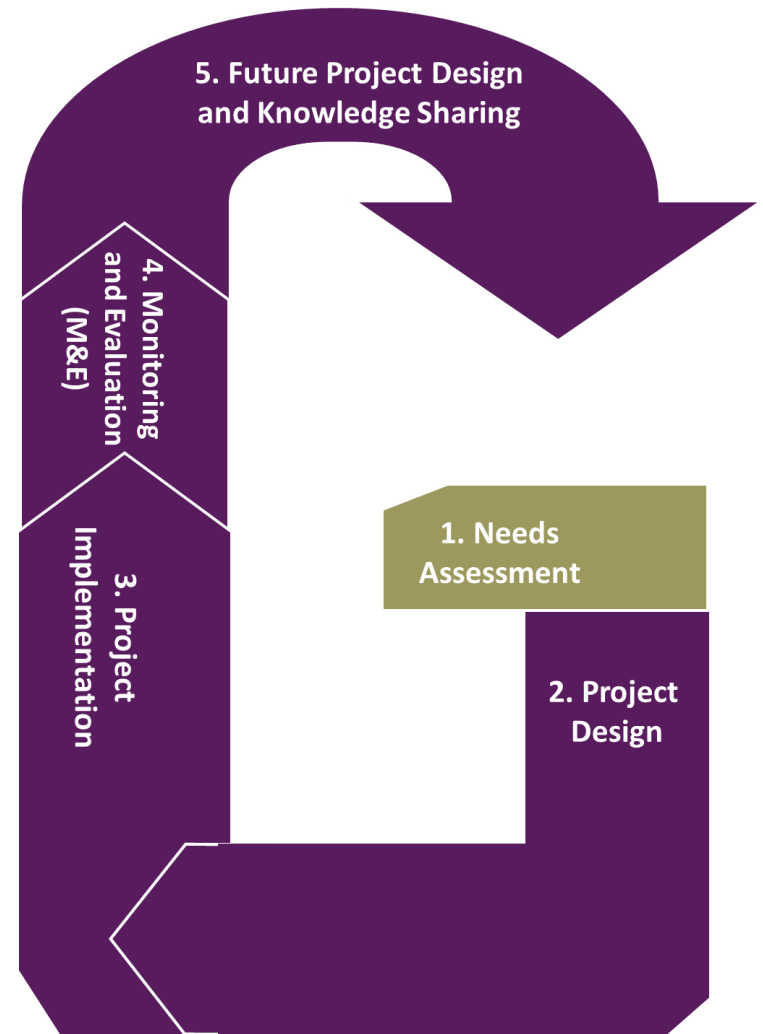 5. Future Project Design
and Knowledge Sharing
4. Monitoring
and Evaluation
(M&E)
3. Project
Implementation
1. Needs
Assessment
2. Project
Design